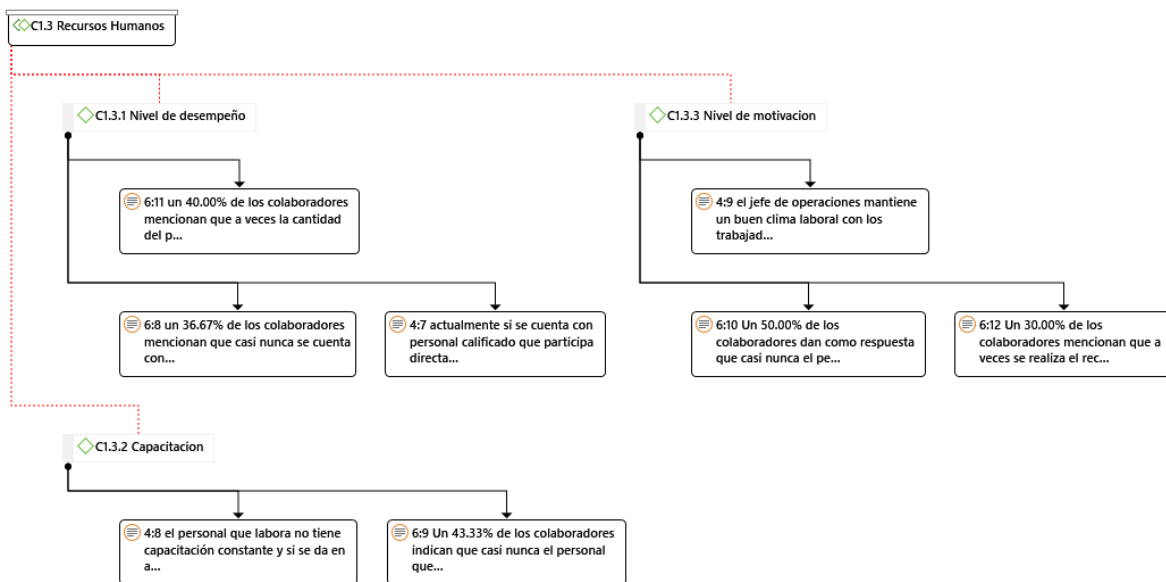 C1.3 Recursos Humanos
C1.3.1 Nivel de desempeño
6:11 un 40.00% de los colaboradores
mencionan que a veces la cantidad
del p...
6:8 un 36.67% de los colaboradores
mencionan que casi nunca se cuenta
con...
4:7 actualmente si se cuenta con
personal calificado que participa
directa...
C1.3.3 Nivel de motivacion
4:9 el jefe de operaciones mantiene
un buen clima laboral con los
trabajad...
6:10 Un 50.00% de los
colaboradores dan como respuesta
que casi nunca el pe...
6:12 Un 30.00% de los
colaboradores mencionan que a
veces se realiza el rec...
C1.3.2 Capacitacion
4:8 el personal que labora no tiene
capacitación constante y si se da en
a...
6:9 Un 43.33% de los colaboradores
indican que casi nunca el personal
que...